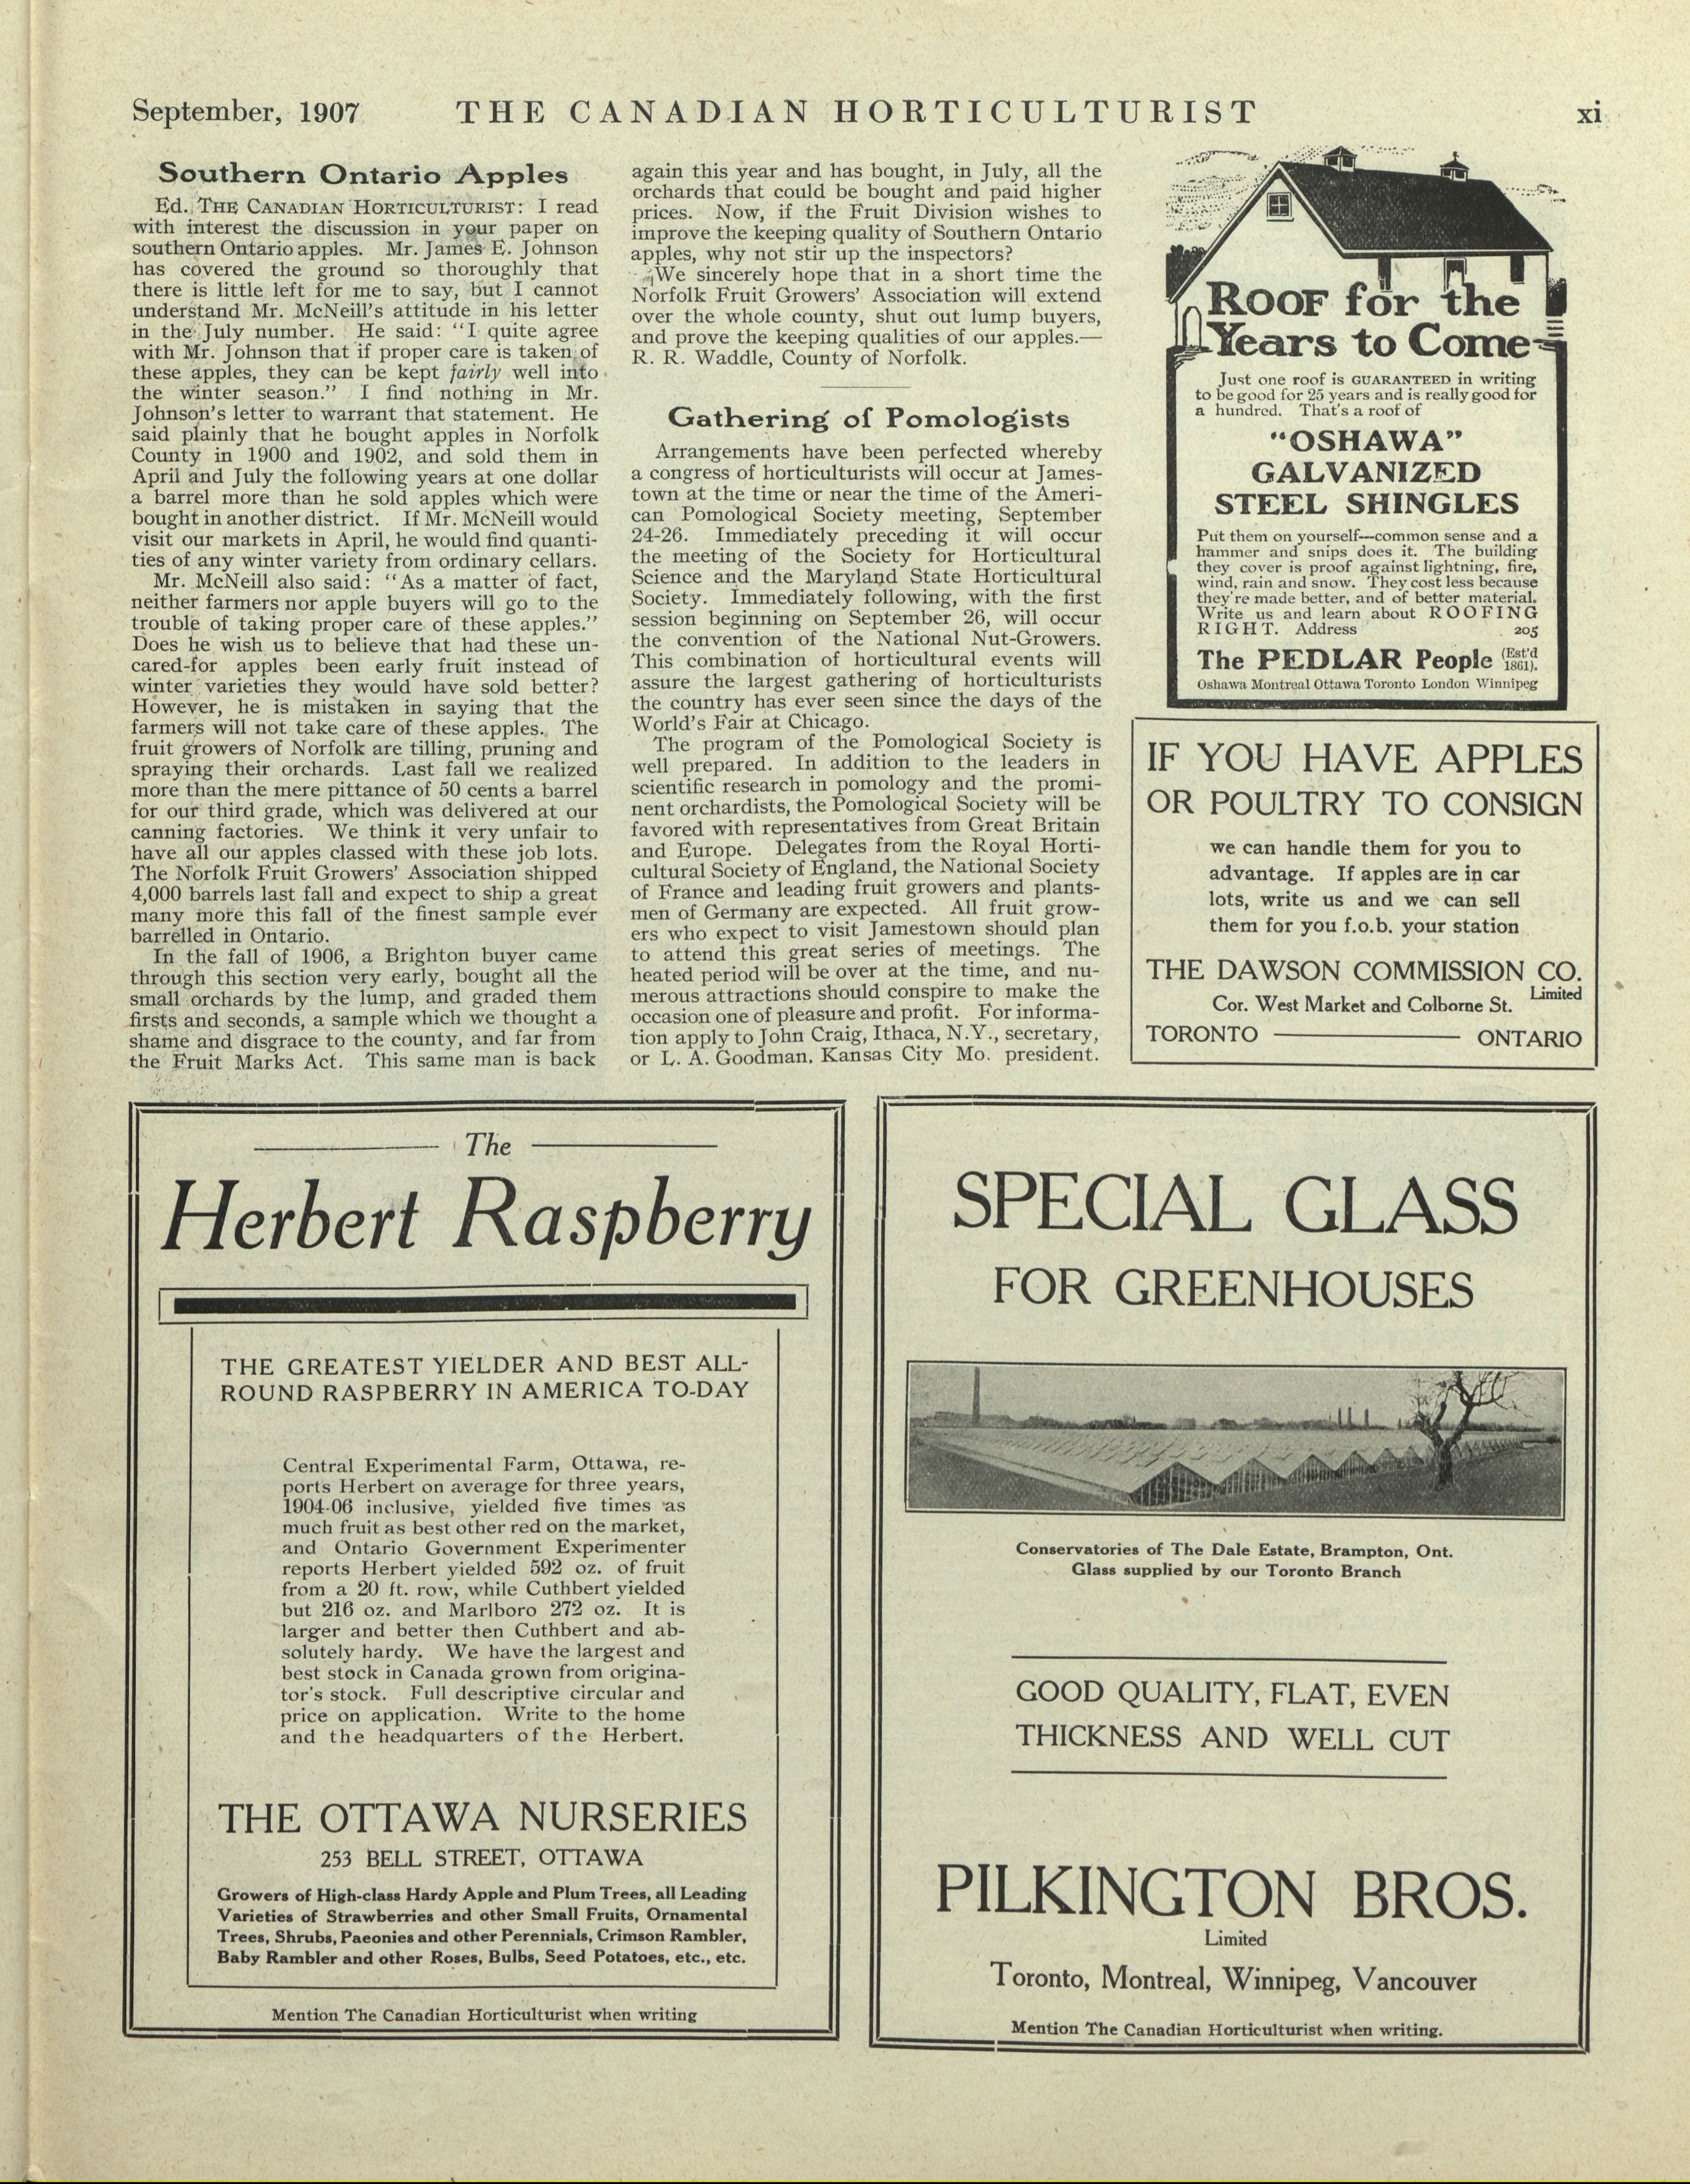 September, 1907 THE CANADIAN HORTICULTURIST xi
Southern Ontario Apples
Ed. THE CANADIAN HORTICULTURIST: I read
with interest the discussion in your paper on
southern Ontario apples. Mr. James E. Johnson
has covered the ground so thoroughly that
there is little left for me to say, but I cannot
understand Mr. McNeill's attitude in his letter
in the July number. He said: "I quite agree
with Mr. Johnson that if proper care is taken of
these apples, they can be kept fairly well into
the winter season." I find nothing in Mr.
Johnson's letter to warrant that statement. He
said plainly that he bought apples in Norfolk
County in 1900 and 1902, and sold them in
April and July the following years at one dollar
a barrel more than he sold apples which were
bought in another district. If Mr. McNeill would
visit our markets in April, he would find quanti-
ties of any winter variety from ordinary cellars.
Mr. McNeill also said: "As a matter of fact,
neither farmers nor apple buyers will go to the
trouble of taking proper care of these apples."
Does he wish us to believe that had these un-
cared-for apples been early fruit instead of
winter varieties they would have sold better?
However, he is mistaken in saying that the
farmers will not take care of these apples. The
fruit growers of Norfolk are tilling, pruning and
spraying their orchards. Last fall we realized
more than the mere pittance of 50 cents a barrel
for our third grade, which was delivered at our
canning factories. We think it very unfair to
have all our apples classed with these job lots.
The Norfolk Fruit Growers' Association shipped
4,000 barrels last fall and expect to ship a great
many more this fall of the finest sample ever
barrelled in Ontario.
In the fall of 1906, a Brighton buyer came
through this section very early, bought all the
small orchards by the lump, and graded them
firsts and seconds, a sample which we thought a
shame and disgrace to the county, and far from
the Fruit Marks Act. This same man is back
again this year and has bought, in July, all the
orchards that could be bought and paid higher
prices. Now, if the Fruit Division wishes to
improve the keeping quality of Southern Ontario
apples, why not stir up the inspectors?
We sincerely hope that in a short time the
Norfolk Fruit Growers' Association will extend
over the whole county, shut out lump buyers,
and prove the keeping qualities of our apples.—
R. R. Waddle, County of Norfolk.
Gathering of Pomologists
Arrangements have been perfected whereby
a congress of horticulturists will occur at James-
town at the time or near the time of the Ameri-
can Pomological Society meeting, September
24-26. Immediately preceding it will occur
the meeting of the Society for Horticultural
Science and the Maryland State Horticultural
Society. Immediately following, with the first
session beginning on September 26, will occur
the convention of the National Nut-Growers.
This combination of horticultural events will
assure the largest gathering of horticulturists
the country has ever seen since the days of the
World's Fair at Chicago.
The program of the Pomological Society is
well prepared. In addition to the leaders in
scientific research in pomology and the promi-
nent orchardists, the Pomological Society will be
favored with representatives from Great Britain
and Europe. Delegates from the Royal Horti-
cultural Society of England, the National Society
of France and leading fruit growers and plants-
men of Germany are expected. All fruit grow-
ers who expect to visit Jamestown should plan
to attend this great series of meetings. The
heated period will be over at the time, and nu-
merous attractions should conspire to make the
occasion one of pleasure and profit. For informa-
tion apply to John Craig, Ithaca, N.Y., secretary,
or L. A. Goodman, Kansas City Mo. president.
ROOF for the
Years to Come
Just one roof is GUARANTEED in writing
to be good for 25 years and is really good for
a hundred. That's a roof of
"OSHAWA"
GALVANIZED
STEEL SHINGLES
Put them on yourself—common sense and a
hammer and snips does it. The building
they cover is proof against lightning, fire,
wind, rain and snow. They cost less because
they're made better, and of better material.
Write us and learn about ROOFING
RIGHT. Address 205
The PEDLAR People (Est'd
1861).
Oshawa Montreal Ottawa Toronto London Winnipeg
IF YOU HAVE APPLES
OR POULTRY TO CONSIGN
we can handle them for you to
advantage. If apples are in car
lots, write us and we can sell
them for you f.o.b. your station
THE DAWSON COMMISSION CO.
Limited
Cor. West Market and Colborne St.
TORONTO ONTARIO
The
Herbert Raspberry
THE GREATEST YIELDER AND BEST ALL-
ROUND RASPBERRY IN AMERICA TO-DAY
Central Experimental Farm, Ottawa, re-
ports Herbert on average for three years,
1904-06 inclusive, yielded five times as
much fruit as best other red on the market,
and Ontario Government Experimenter
reports Herbert yielded 592 oz. of fruit
from a 20 ft. row, while Cuthbert yielded
but 216 oz. and Marlboro 272 oz. It is
larger and better then Cuthbert and ab-
solutely hardy. We have the largest and
best stock in Canada grown from origina-
tor's stock. Full descriptive circular and
price on application. Write to the home
and the headquarters of the Herbert.
THE OTTAWA NURSERIES
253 BELL STREET, OTTAWA
Growers of High-class Hardy Apple and Plum Trees, all Leading
Varieties of Strawberries and other Small Fruits, Ornamental
Trees, Shrubs, Paeonies and other Perennials, Crimson Rambler,
Baby Rambler and other Roses, Bulbs, Seed Potatoes, etc., etc.
Mention The Canadian Horticulturist when writing
SPECIAL GLASS
FOR GREENHOUSES
Conservatories of The Dale Estate, Brampton, Ont.
Glass supplied by our Toronto Branch
GOOD QUALITY, FLAT, EVEN
THICKNESS AND WELL CUT
PILKINGTON BROS.
Limited
Toronto, Montreal, Winnipeg, Vancouver
Mention The Canadian Horticulturist when writing.